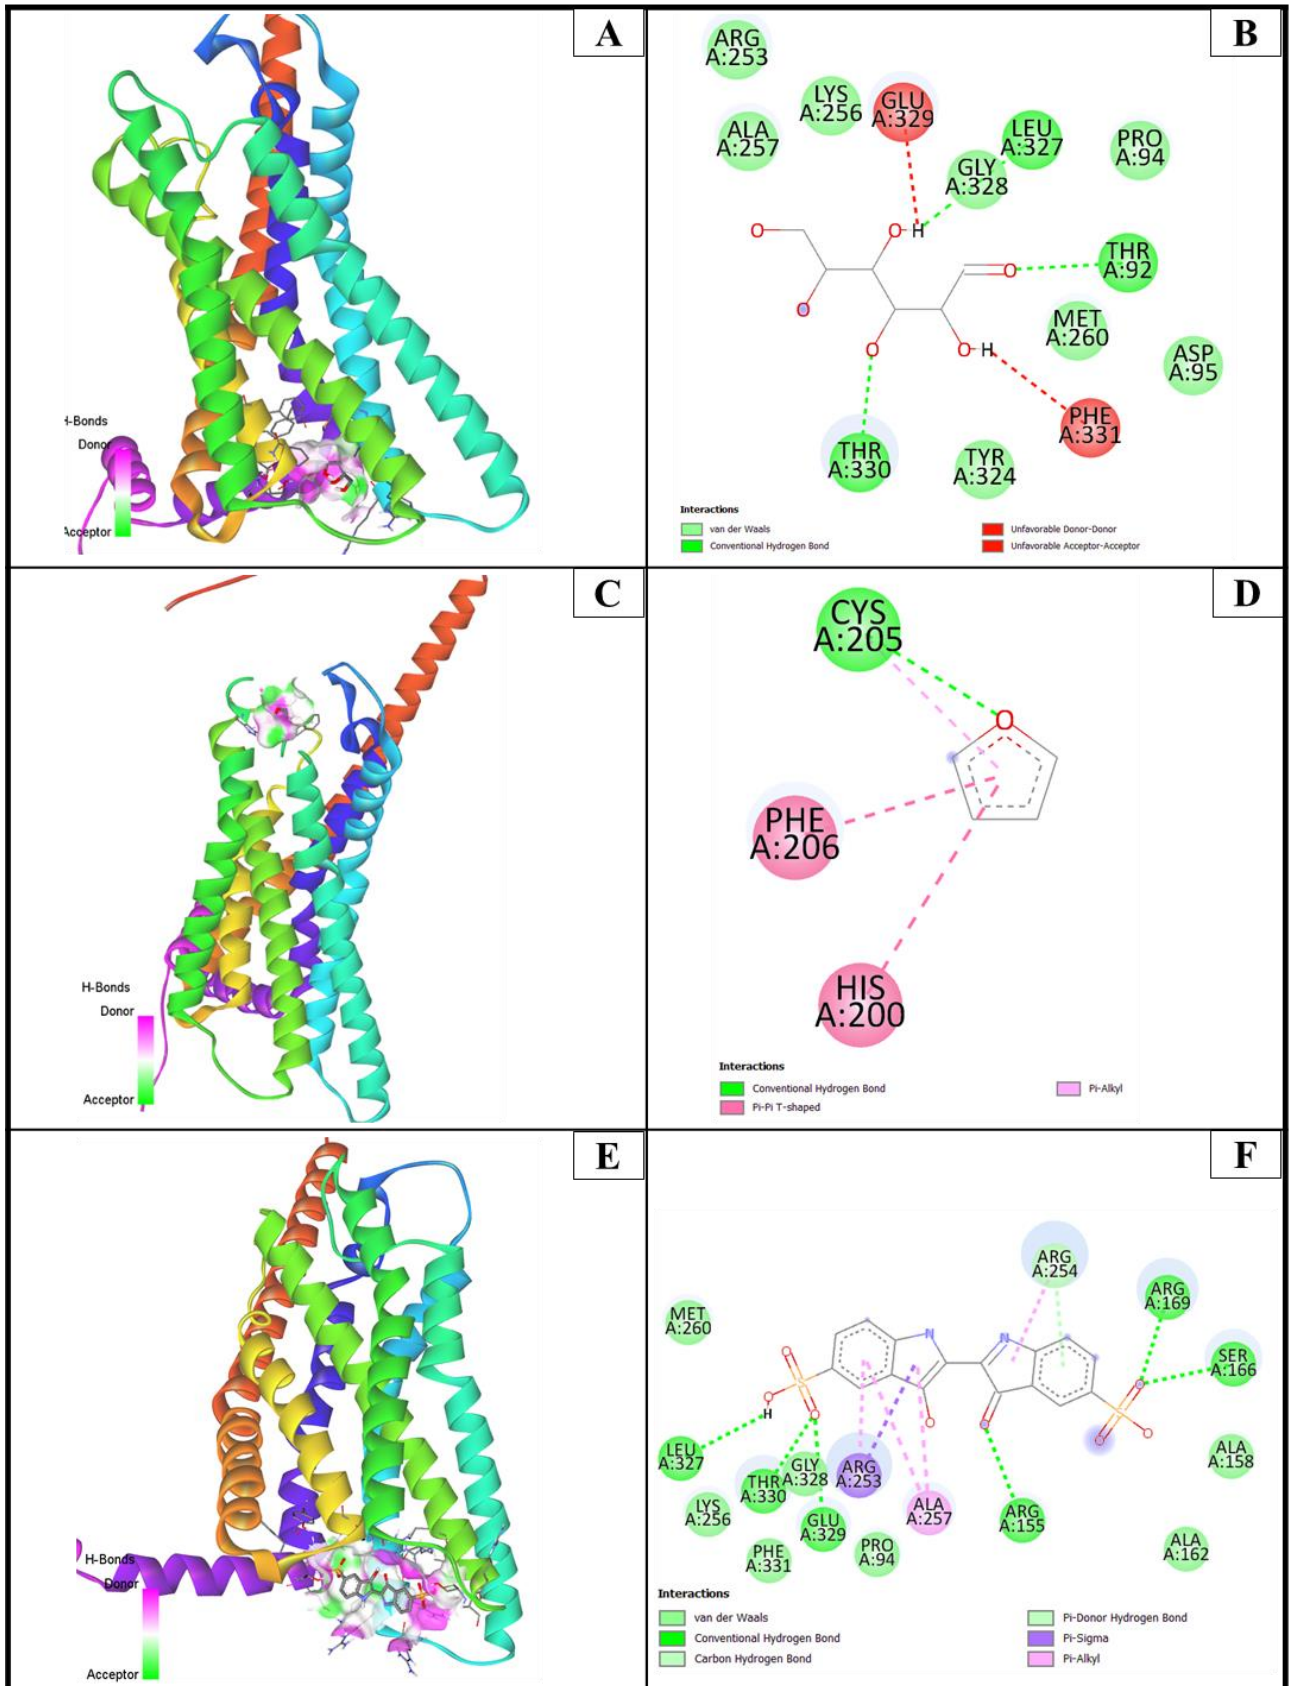 A
H-Bonds
Donor
Acceptor
B
ARG
A:253
LYS
A:256
GLU
A:329
ALA
A:257
LEU
A:327
GLY
A:328
PRO
A:94
O
O
H
O
O
THR
A:92
MET
A:260
ASP
A:95
O
O
H
PHE
A:331
THR
A:330
TYR
A:324
Interactions
van der Waals
Conventional Hydrogen Bond
Unfavorable Donor-Donor
Unfavorable Acceptor-Acceptor
C
H-Bonds
Donor
Acceptor
D
CYS
A:205
O
PHE
A:206
HIS
A:200
Interactions
Conventional Hydrogen Bond
Pi-Pi T-shaped
Pi-Alkyl
E
H-Bonds
Donor
Acceptor
F
ARG
A:254
ARG
A:169
MET
A:260
SER
A:166
N
N
O
O
S
O
H
O
O
O
S
O
O
LEU
A:327
THR
A:330
GLY
A:328
ARG
A:253
ALA
A:158
LYS
A:256
GLU
A:329
ALA
A:257
ARG
A:155
PHE
A:331
PRO
A:94
ALA
A:162
Interactions
van der Waals
Conventional Hydrogen Bond
Carbon Hydrogen Bond
Pi-Donor Hydrogen Bond
Pi-Sigma
Pi-Alkyl